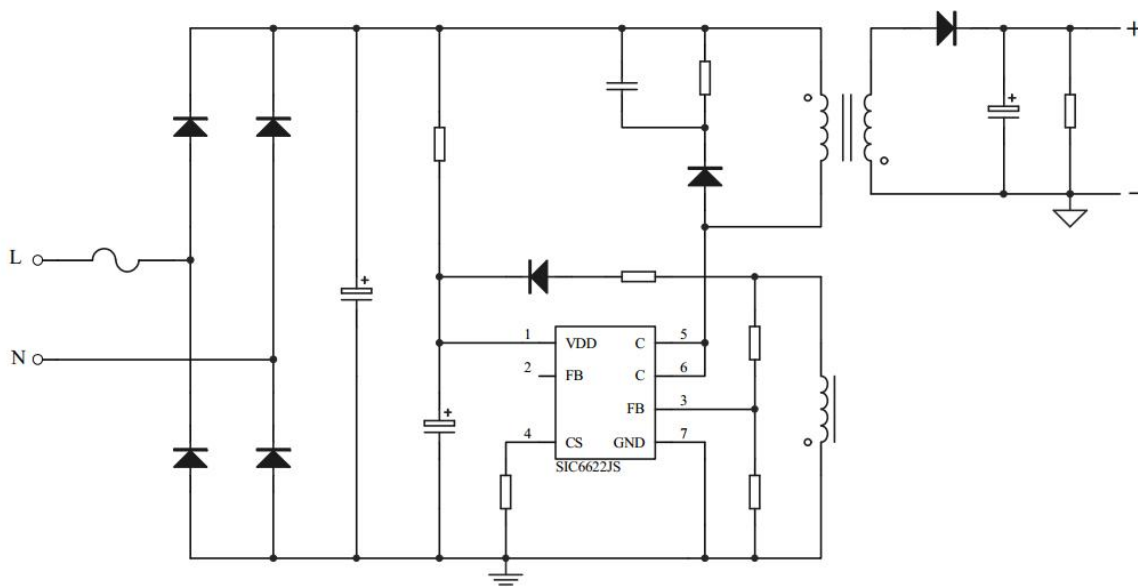 +
+
L
+
−
N
1 VDD C 5
2 FB C 6
FB 3
+
4 CS GND 7
SIC6622JS